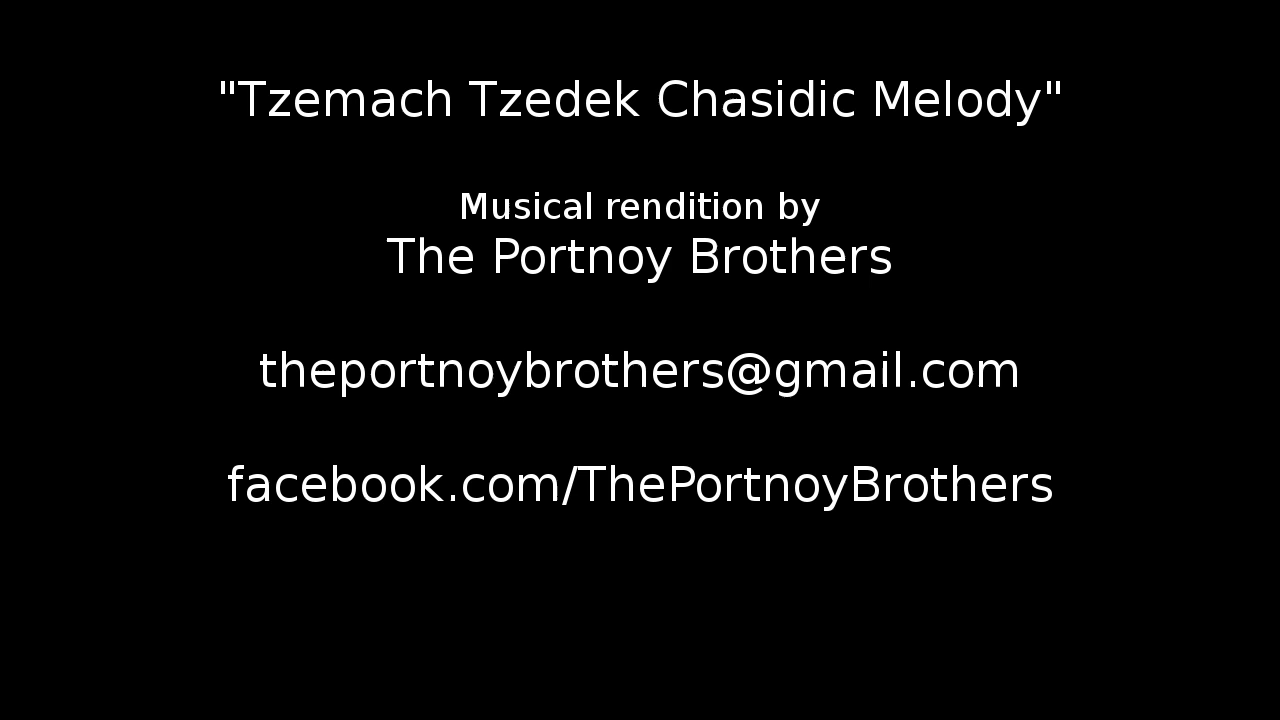 "Tzemach Tzedek Chasidic Melody"
Musical rendition by
The Portnoy Brothers
theportnoybrothers@gmail.com
facebook.com/ThePortnoyBrothers